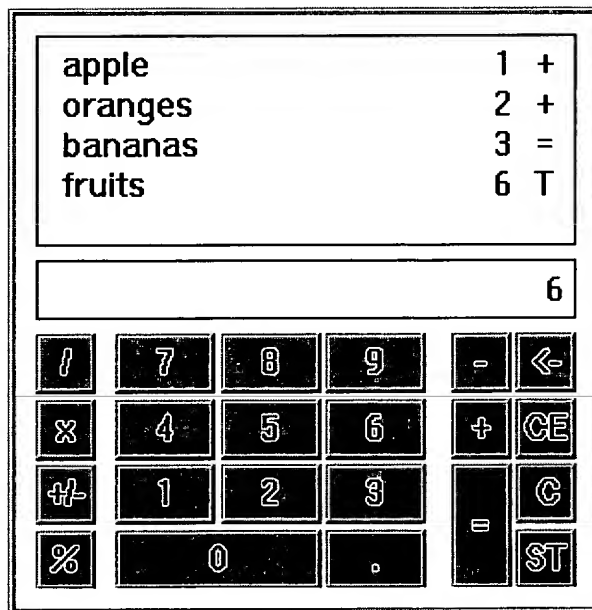 apple 1 +
oranges 2 +
bananas 3 =
fruits 6 T
6
/ 7 8 9 - <-
x 4 5 6 + CE
+/- 1 2 3 = C
% 0 . ST